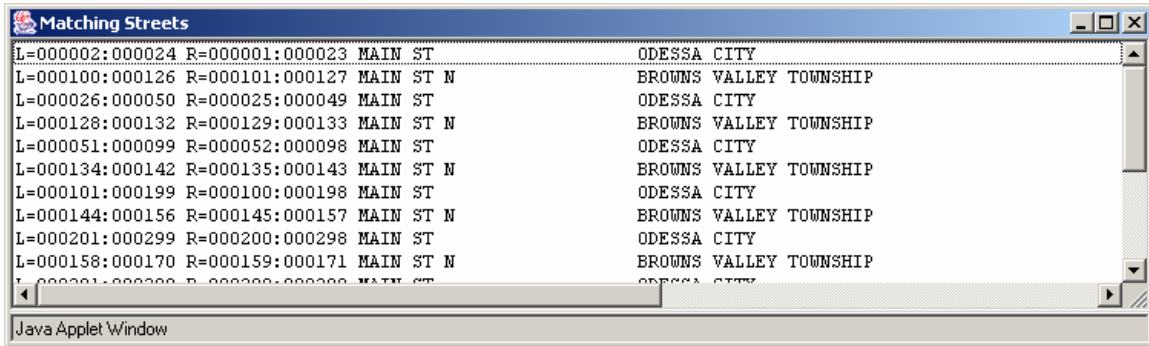 Matching Streets
L=000002:000024 R=000001:000023 MAIN ST ODESSA CITY
L=000100:000126 R=000101:000127 MAIN ST N BROWNS VALLEY TOWNSHIP
L=000026:000050 R=000025:000049 MAIN ST ODESSA CITY
L=000128:000132 R=000129:000133 MAIN ST N BROWNS VALLEY TOWNSHIP
L=000051:000099 R=000052:000098 MAIN ST ODESSA CITY
L=000134:000142 R=000135:000143 MAIN ST N BROWNS VALLEY TOWNSHIP
L=000101:000199 R=000100:000198 MAIN ST ODESSA CITY
L=000144:000156 R=000145:000157 MAIN ST N BROWNS VALLEY TOWNSHIP
L=000201:000299 R=000200:000298 MAIN ST ODESSA CITY
L=000158:000170 R=000159:000171 MAIN ST N BROWNS VALLEY TOWNSHIP
MAIN ST ODESSA CITY
Java Applet Window